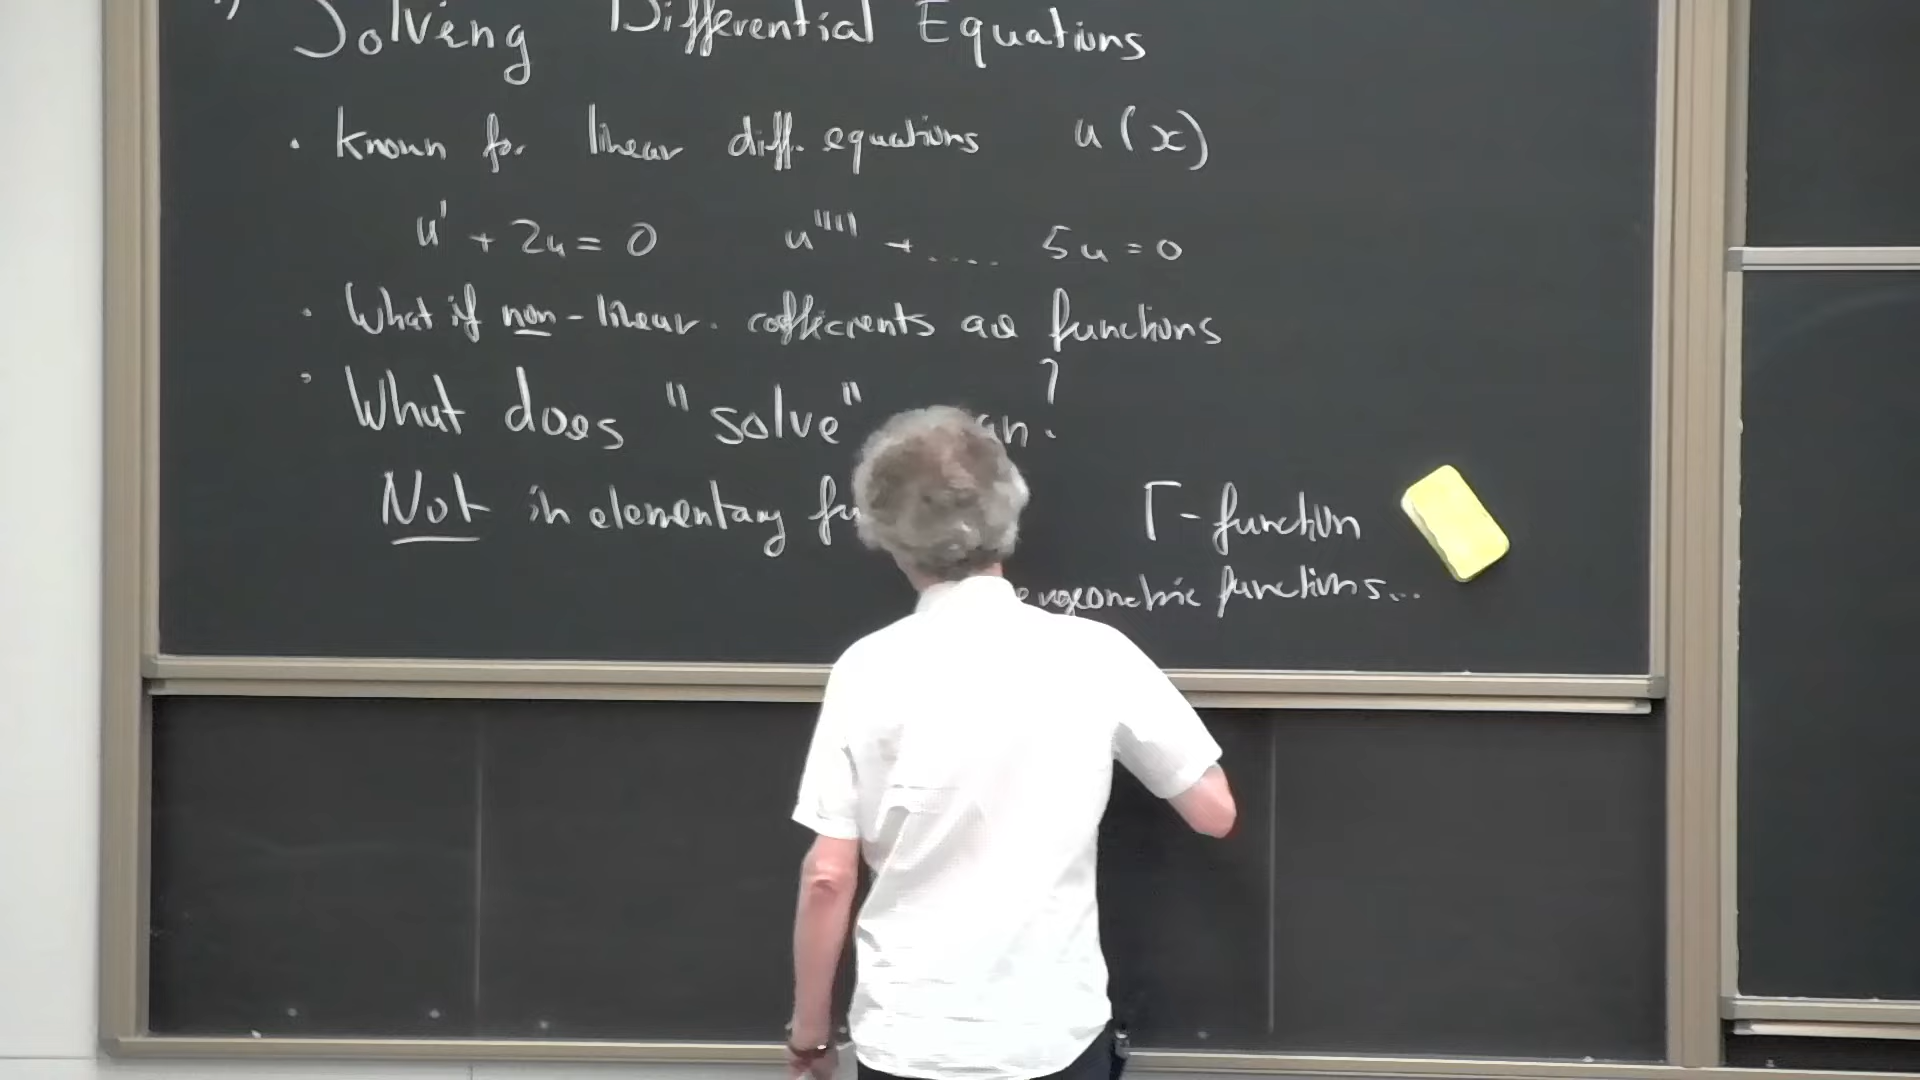 Solving Differential Equations
• Known for linear diff. equations u(x)
u' + 2u = 0 u''''' + .... 5u = 0
• What if non-linear. coefficients are functions
• What does "solve" ?
Not in elementary Γ-function
functions...